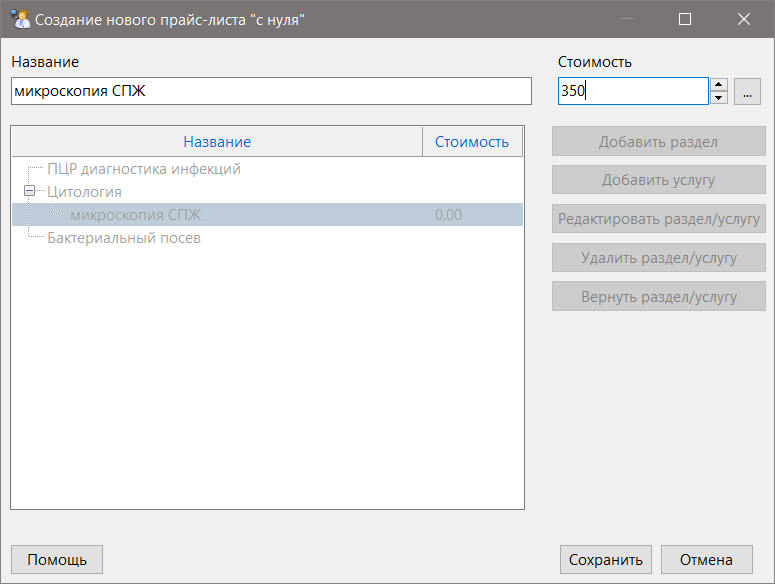 Создание нового прайс-листа "с нуля"
Название
Стоимость
микроскопия СПЖ
350
...
Название
Стоимость
ПЦР диагностика инфекций
Цитология
микроскопия СПЖ
0,00
Бактериальный посев
Добавить раздел
Добавить услугу
Редактировать раздел/услугу
Удалить раздел/услугу
Вернуть раздел/услугу
Помощь
Сохранить
Отмена